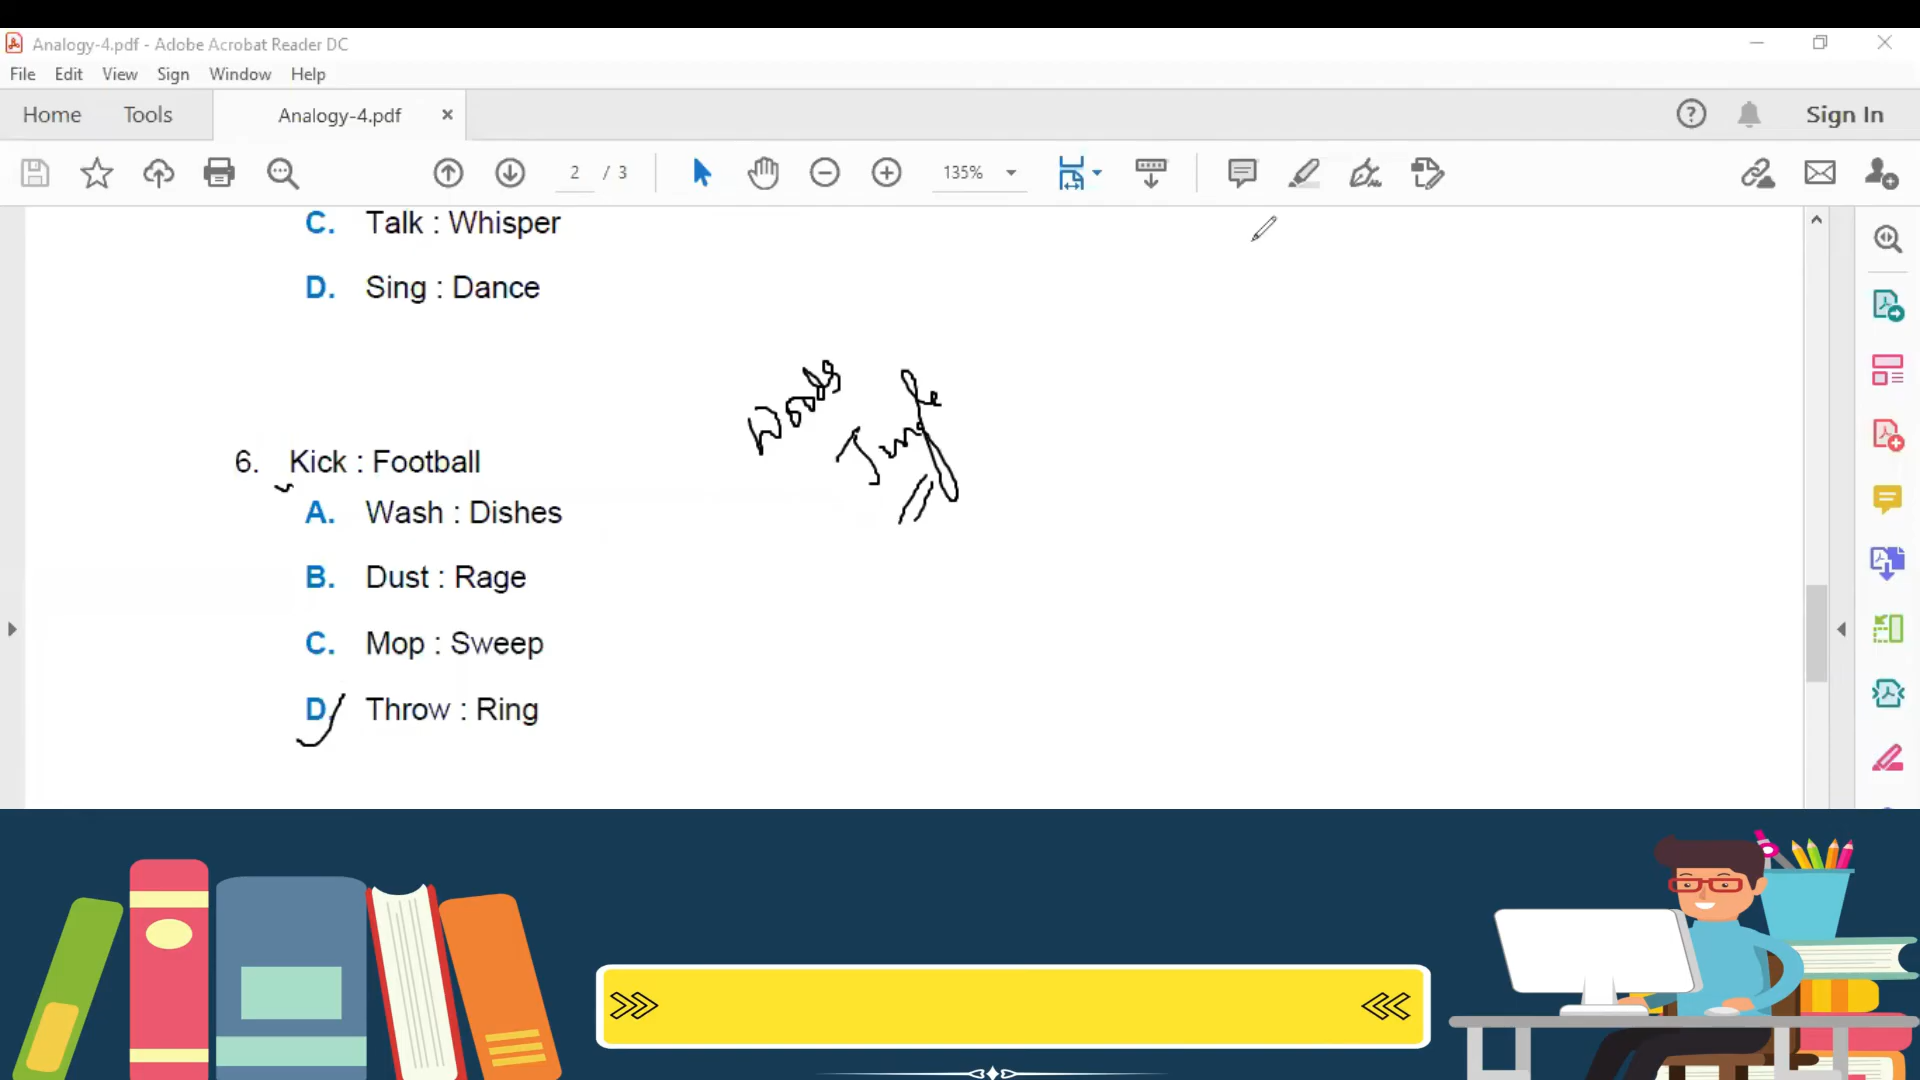 Analogy-4.pdf - Adobe Acrobat Reader DC
File Edit View Sign Window Help
Home Tools Analogy-4.pdf × Sign In
2 / 3 135%
C. Talk : Whisper
D. Sing : Dance
6. Kick : Football
A. Wash : Dishes
B. Dust : Rage
C. Mop : Sweep
D. Throw : Ring